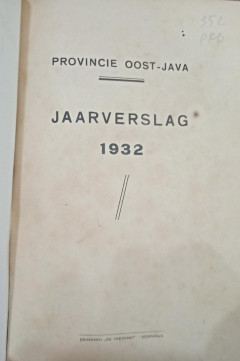 PROVINCIE OOST-JAVA
JAARVERSLAG
1932